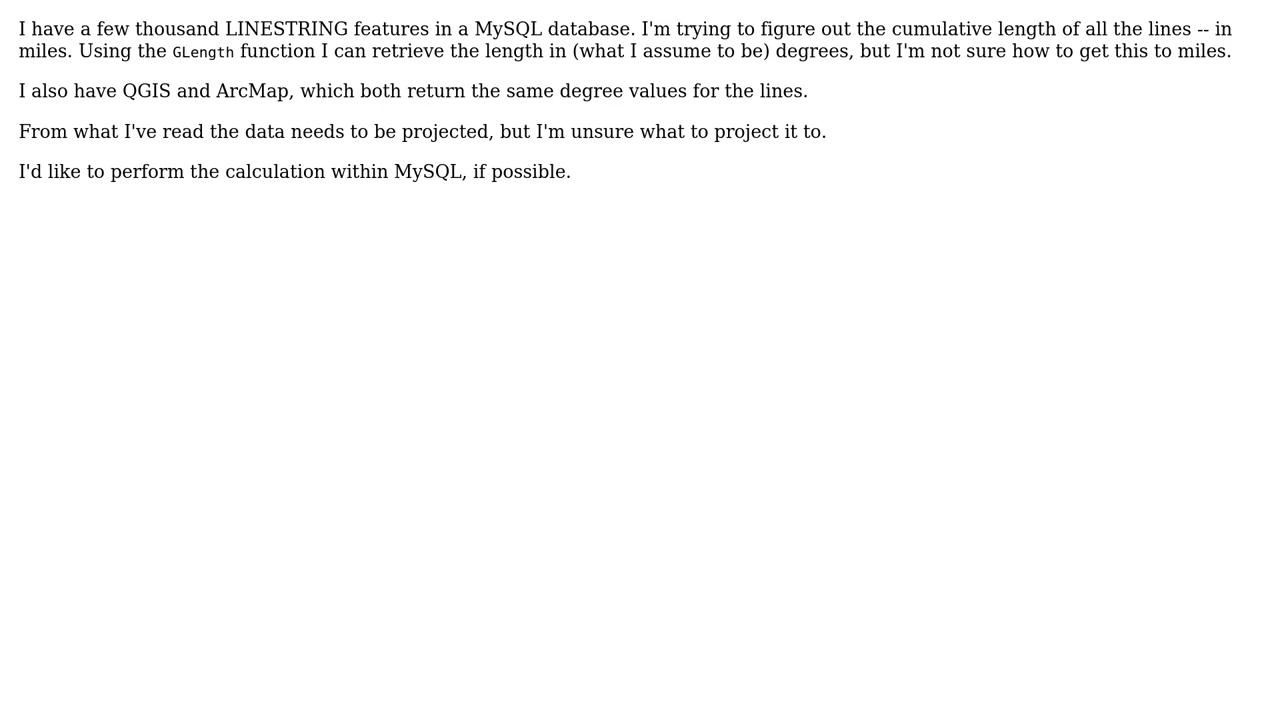 I have a few thousand LINESTRING features in a MySQL database. I'm trying to figure out the cumulative length of all the lines -- in
miles. Using the GLength function I can retrieve the length in (what I assume to be) degrees, but I'm not sure how to get this to miles.
I also have QGIS and ArcMap, which both return the same degree values for the lines.
From what I've read the data needs to be projected, but I'm unsure what to project it to.
I'd like to perform the calculation within MySQL, if possible.